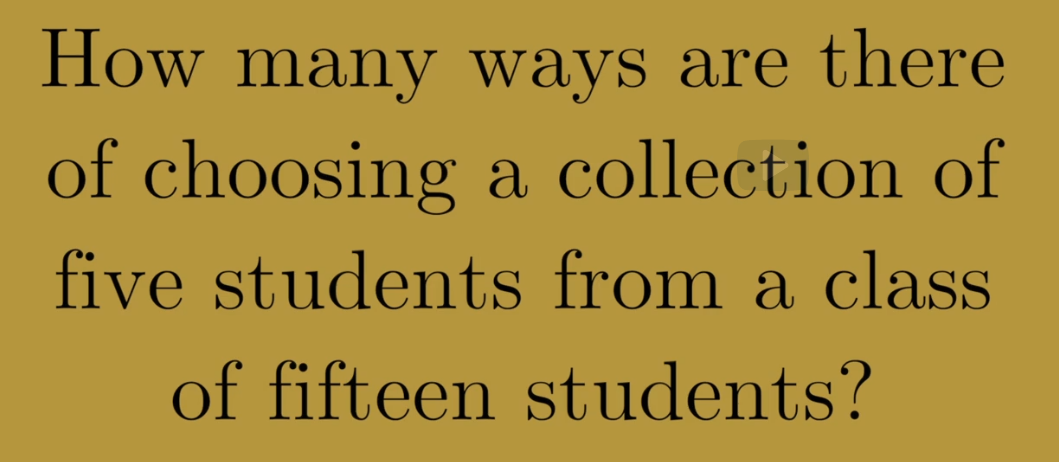 How many ways are there
of choosing a collection of
five students from a class
of fifteen students?